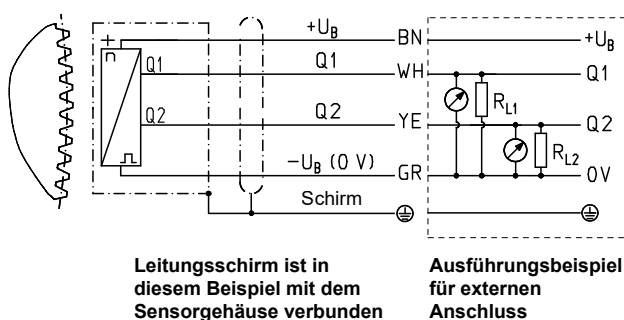 +U_B BN +U_B
+ n Q1 Q1 WH Q1
R_L1
Q2 Q2 YE Q2
R_L2
−U_B (0 V) GR 0V
Schirm
Leitungsschirm ist in
diesem Beispiel mit dem
Sensorgehäuse verbunden
Ausführungsbeispiel
für externen
Anschluss